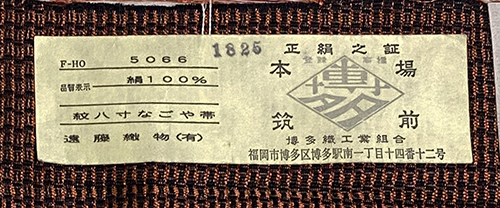 F-HO 5066
品質表示 絹100%
紋八寸なごや帯
遠藤織物(有)
1825
正絹之証
登録 商標
本場
博多
筑前
博多織工業組合
福岡市博多区博多駅南一丁目十四番十二号